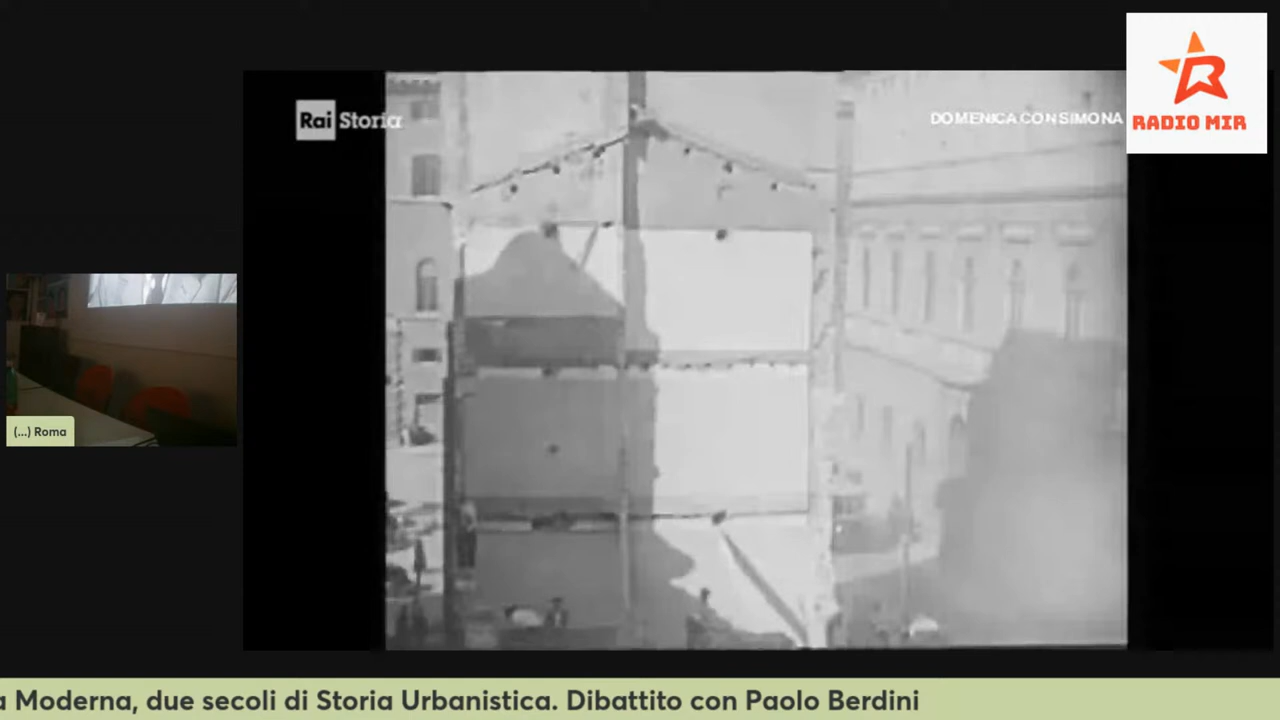 Rai Storia
DOMENICA CON SIMONA
RADIO MIR
(...) Roma
a Moderna, due secoli di Storia Urbanistica. Dibattito con Paolo Berdini